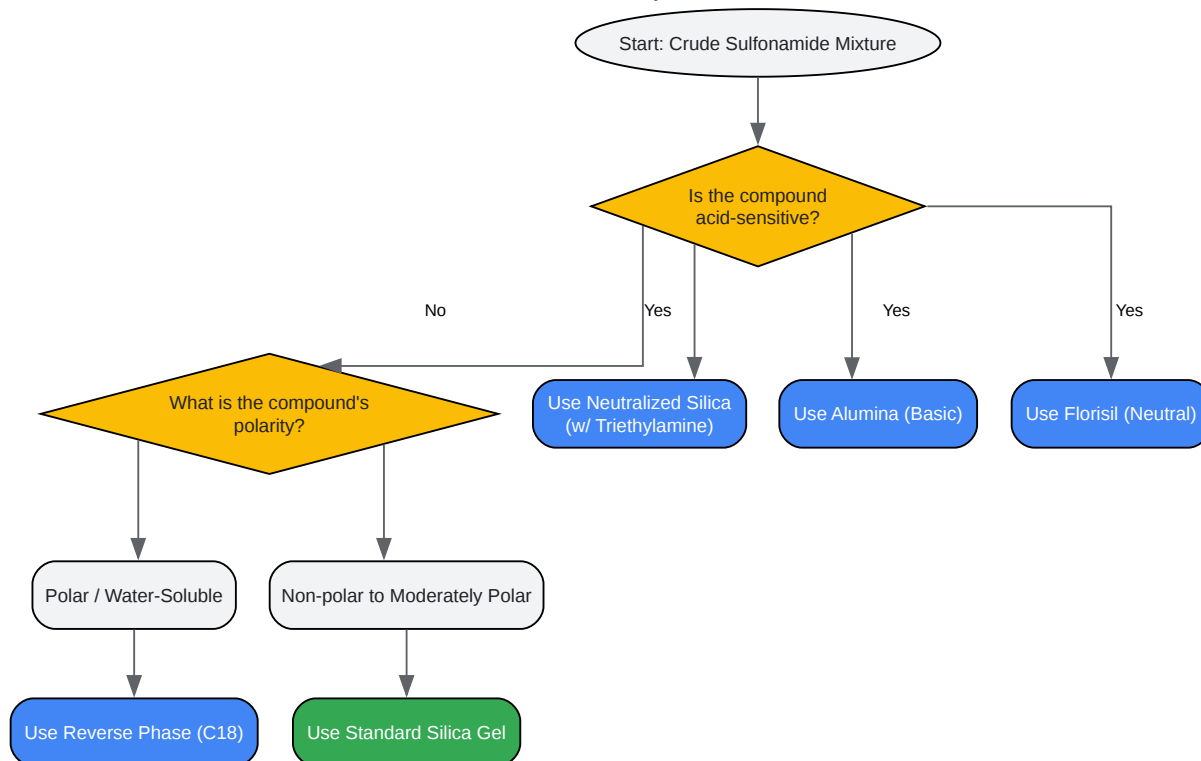 Start: Crude Sulfonamide Mixture
Is the compound
acid-sensitive?
No
Yes
Yes
Yes
What is the compound's
polarity?
Use Neutralized Silica
(w/ Triethylamine)
Use Alumina (Basic)
Use Florisil (Neutral)
Polar / Water-Soluble
Non-polar to Moderately Polar
Use Reverse Phase (C18)
Use Standard Silica Gel